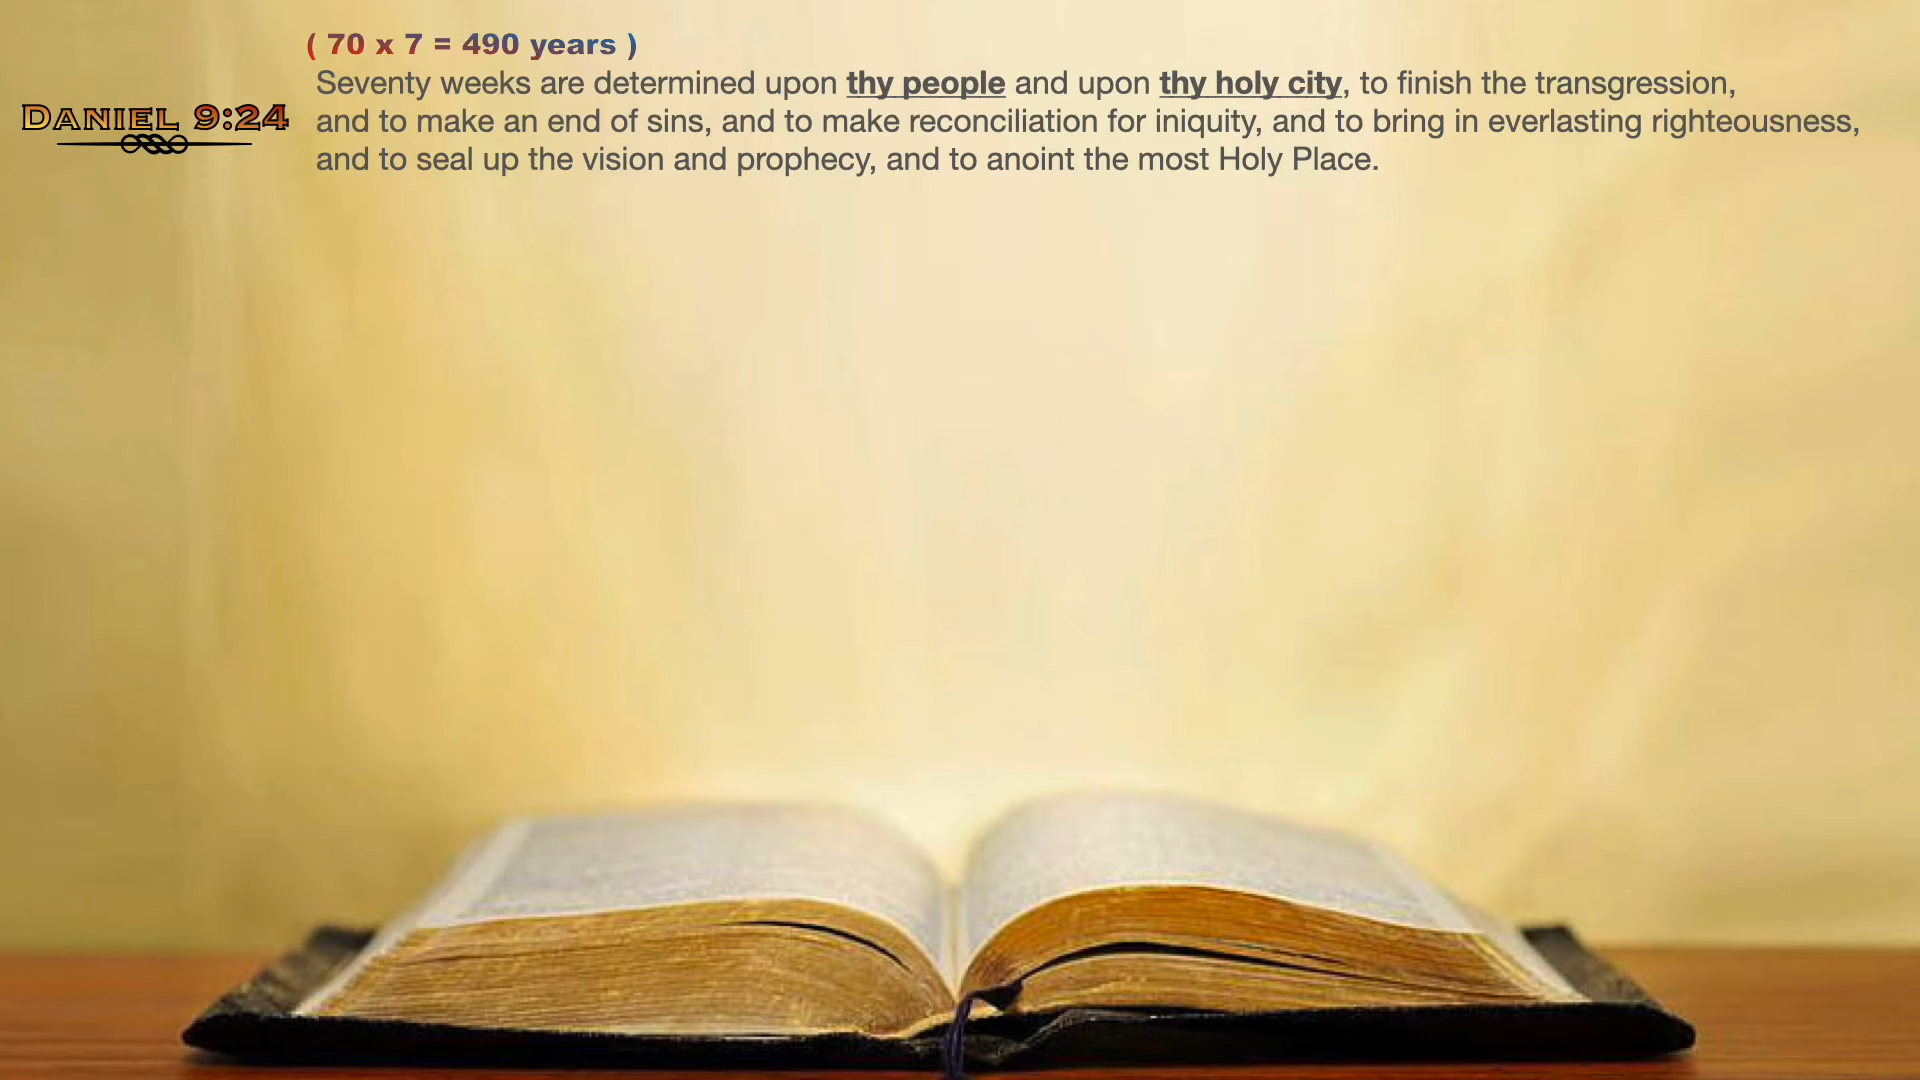 ( 70 x 7 = 490 years )
Seventy weeks are determined upon thy people and upon thy holy city, to finish the transgression,
DANIEL 9:24
and to make an end of sins, and to make reconciliation for iniquity, and to bring in everlasting righteousness,
and to seal up the vision and prophecy, and to anoint the most Holy Place.